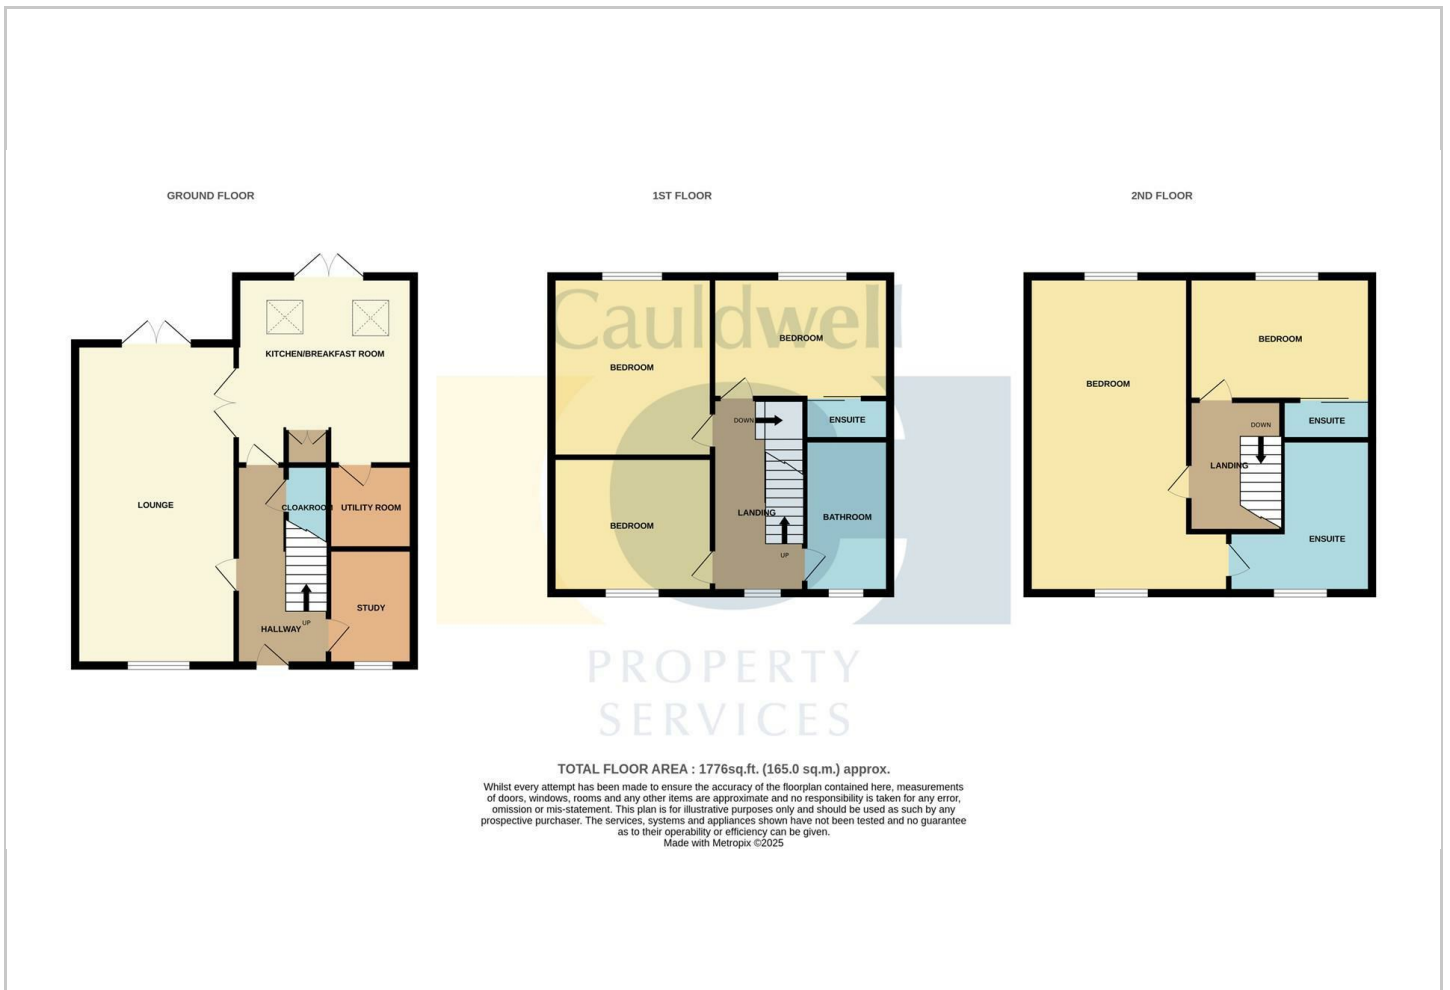 GROUND FLOOR
1ST FLOOR
2ND FLOOR
KITCHEN/BREAKFAST ROOM
LOUNGE
CLOAKROOM
UTILITY ROOM
STUDY
HALLWAY
UP
Cauldwell
BEDROOM
BEDROOM
DOWN
ENSUITE
BEDROOM
LANDING
BATHROOM
UP
BEDROOM
BEDROOM
DOWN
ENSUITE
LANDING
ENSUITE
PROPERTY
SERVICES
TOTAL FLOOR AREA : 1776sq.ft. (165.0 sq.m.) approx.
Whilst every attempt has been made to ensure the accuracy of the floorplan contained here, measurements
of doors, windows, rooms and any other items are approximate and no responsibility is taken for any error,
omission or mis-statement. This plan is for illustrative purposes only and should be used as such by any
prospective purchaser. The services, systems and appliances shown have not been tested and no guarantee
as to their operability or efficiency can be given.
Made with Metropix ©2025